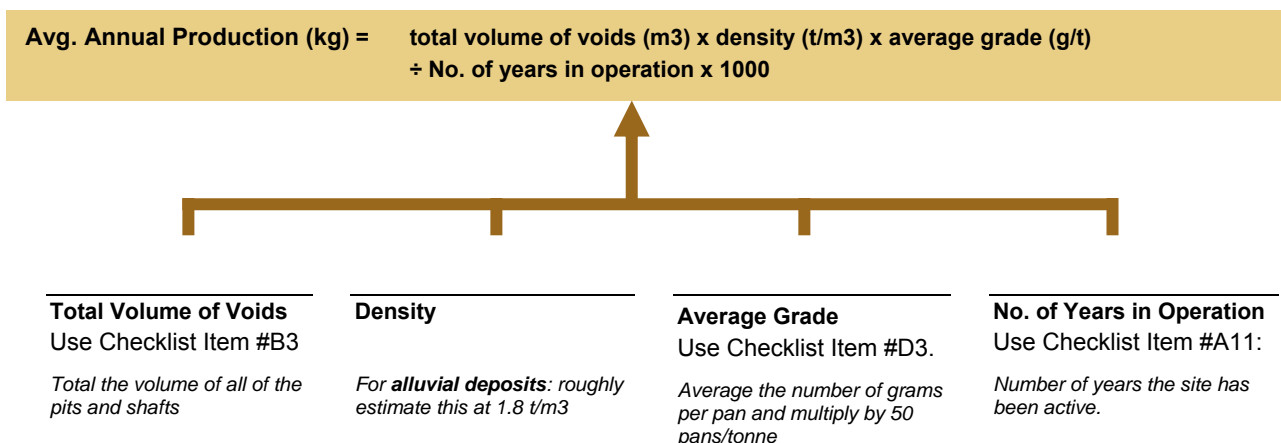 Avg. Annual Production (kg) = total volume of voids (m3) x density (t/m3) x average grade (g/t)
÷ No. of years in operation x 1000
Total Volume of Voids
Use Checklist Item #B3
Total the volume of all of the
pits and shafts
Density
For alluvial deposits: roughly
estimate this at 1.8 t/m3
Average Grade
Use Checklist Item #D3.
Average the number of grams
per pan and multiply by 50
pans/tonne
No. of Years in Operation
Use Checklist Item #A11:
Number of years the site has
been active.